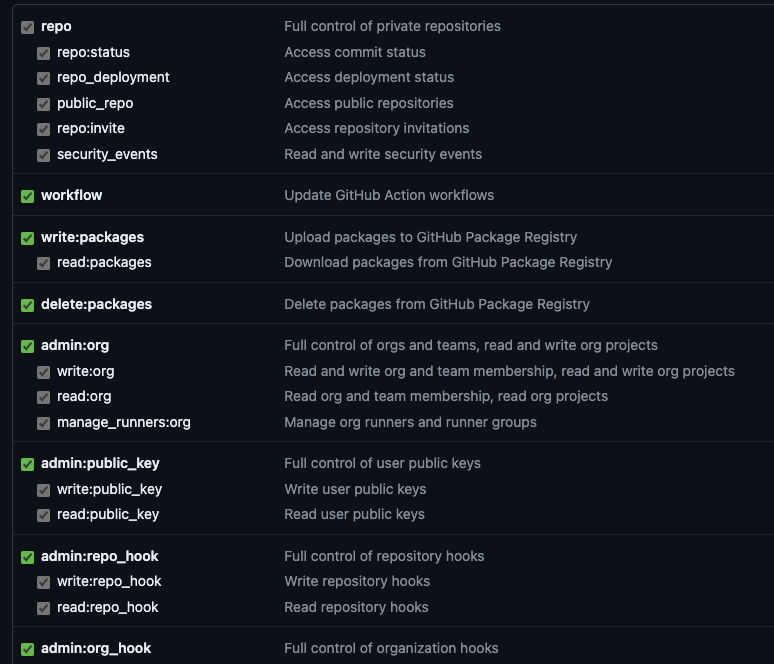 repo Full control of private repositories
repo:status Access commit status
repo_deployment Access deployment status
public_repo Access public repositories
repo:invite Access repository invitations
security_events Read and write security events
workflow Update GitHub Action workflows
write:packages Upload packages to GitHub Package Registry
read:packages Download packages from GitHub Package Registry
delete:packages Delete packages from GitHub Package Registry
admin:org Full control of orgs and teams, read and write org projects
write:org Read and write org and team membership, read and write org projects
read:org Read org and team membership, read org projects
manage_runners:org Manage org runners and runner groups
admin:public_key Full control of user public keys
write:public_key Write user public keys
read:public_key Read user public keys
admin:repo_hook Full control of repository hooks
write:repo_hook Write repository hooks
read:repo_hook Read repository hooks
admin:org_hook Full control of organization hooks